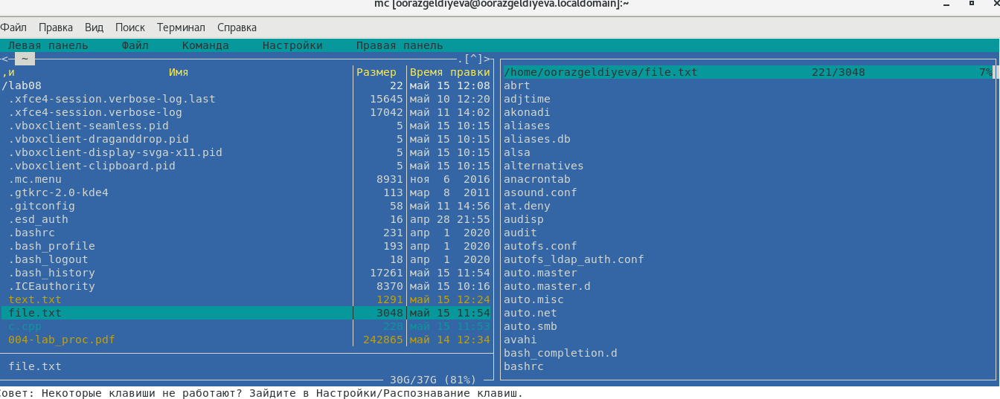 mc [oorazgeldiyeva@oorazgeldiyeva.localdomain]:~
Файл Правка Вид Поиск Терминал Справка
Левая панель Файл Команда Настройки Правая панель
<─ ~ .[^]>
,и Имя Размер Время правки
/lab08 22 май 15 12:08
.xfce4-session.verbose-log.last 15645 май 10 12:20
.xfce4-session.verbose-log 17042 май 11 14:02
.vboxclient-seamless.pid 5 май 15 10:15
.vboxclient-draganddrop.pid 5 май 15 10:15
.vboxclient-display-svga-x11.pid 5 май 15 10:15
.vboxclient-clipboard.pid 5 май 15 10:15
.mc.menu 8931 ноя 6 2016
.gtkrc-2.0-kde4 113 мар 8 2011
.gitconfig 58 май 11 14:56
.esd_auth 16 апр 28 21:55
.bashrc 231 апр 1 2020
.bash_profile 193 апр 1 2020
.bash_logout 18 апр 1 2020
.bash_history 17261 май 15 11:54
.ICEauthority 8370 май 15 10:16
text.txt 1291 май 15 12:24
file.txt 3048 май 15 11:54
c.cpp 228 май 15 11:53
004-lab_proc.pdf 242865 май 14 12:34
file.txt
30G/37G (81%)
/home/oorazgeldiyeva/file.txt 221/3048 7%
abrt
adjtime
akonadi
aliases
aliases.db
alsa
alternatives
anacrontab
asound.conf
at.deny
audisp
audit
autofs.conf
autofs_ldap_auth.conf
auto.master
auto.master.d
auto.misc
auto.net
auto.smb
avahi
bash_completion.d
bashrc
Совет: Некоторые клавиши не работают? Зайдите в Настройки/Распознавание клавиш.